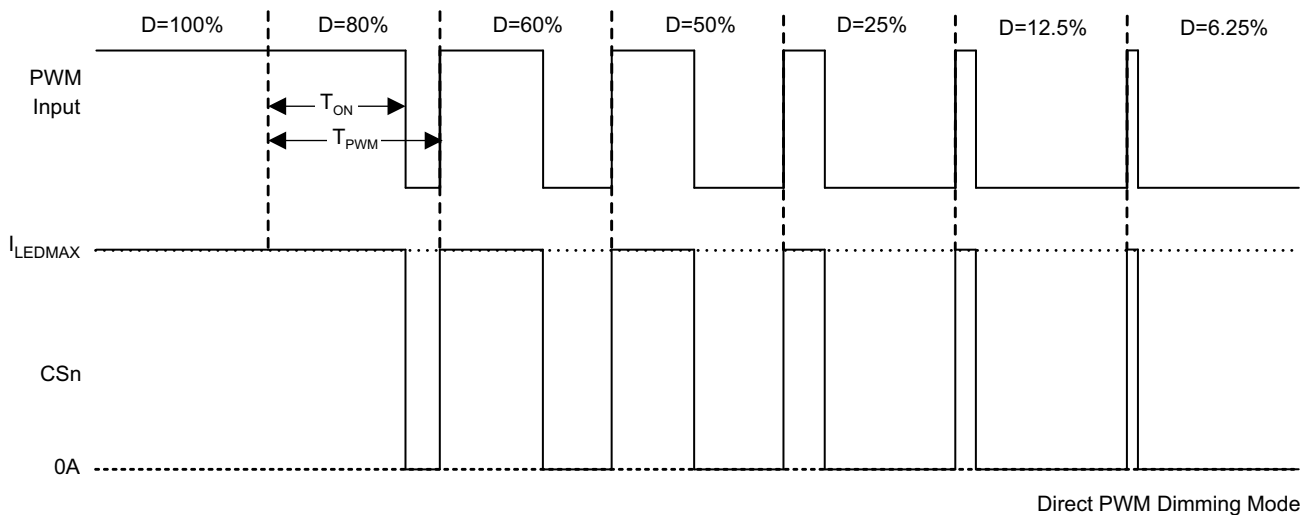 D=100% D=80% D=60% D=50% D=25% D=12.5% D=6.25%
PWM
Input
TON
TPWM
ILEDMAX
CSn
0A
Direct PWM Dimming Mode